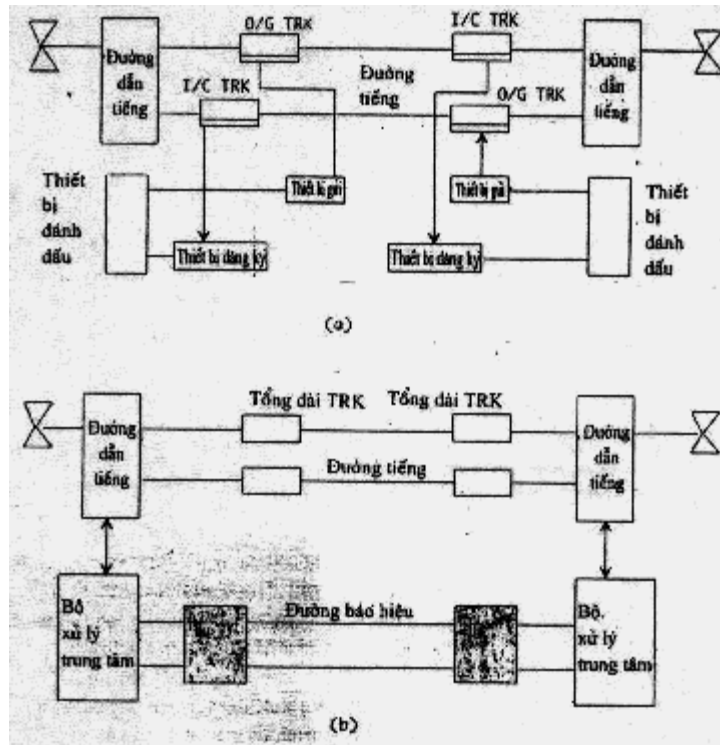 O/G TRK
I/C TRK
Đường
dẫn
tiếng
Đường
tiếng
Đường
dẫn
tiếng
I/C TRK
O/G TRK
Thiết
bị
đánh
dấu
Thiết bị gửi
Thiết bị gửi
Thiết
bị
đánh
dấu
Thiết bị đăng ký
Thiết bị đăng ký
(a)
Tổng đài TRK
Tổng đài TRK
Đường
dẫn
tiếng
Đường tiếng
Đường
dẫn
tiếng
Bộ
xử lý
trung tâm
Đường báo hiệu
Bộ
xử lý
trung tâm
(b)